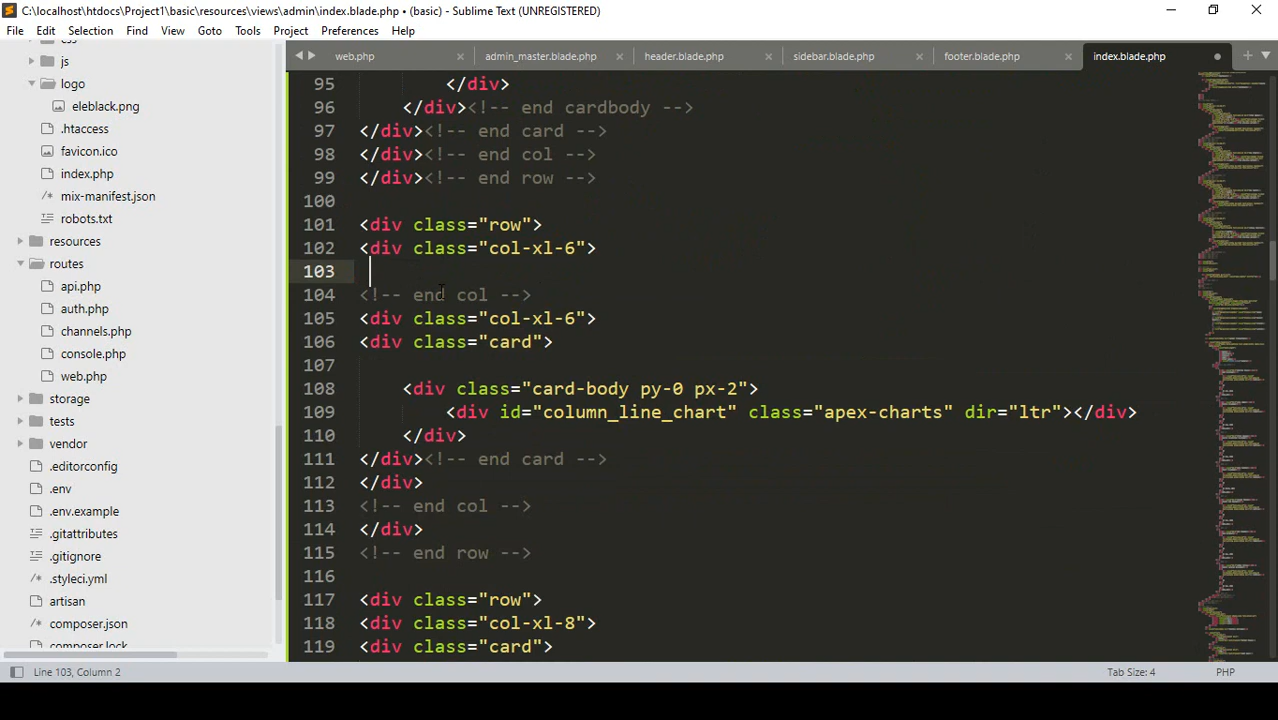 C:\localhost\htdocs\Project1\basic\resources\views\admin\index.blade.php • (basic) - Sublime Text (UNREGISTERED)
File Edit Selection Find View Goto Tools Project Preferences Help
web.php admin_master.blade.php header.blade.php sidebar.blade.php footer.blade.php index.blade.php
js
logo
eleblack.png
.htaccess
favicon.ico
index.php
/* mix-manifest.json
robots.txt
resources
routes
api.php
auth.php
channels.php
console.php
web.php
storage
tests
vendor
.editorconfig
.env
.env.example
.gitattributes
.gitignore
/* .styleci.yml
artisan
/* composer.json
composer.lock
95 </div>
96 </div><!-- end cardbody -->
97 </div><!-- end card -->
98 </div><!-- end col -->
99 </div><!-- end row -->
100
101 <div class="row">
102 <div class="col-xl-6">
103
104 <!-- end col -->
105 <div class="col-xl-6">
106 <div class="card">
107
108 <div class="card-body py-0 px-2">
109 <div id="column_line_chart" class="apex-charts" dir="ltr"></div>
110 </div>
111 </div><!-- end card -->
112 </div>
113 <!-- end col -->
114 </div>
115 <!-- end row -->
116
117 <div class="row">
118 <div class="col-xl-8">
119 <div class="card">
Line 103, Column 2 Tab Size: 4 PHP